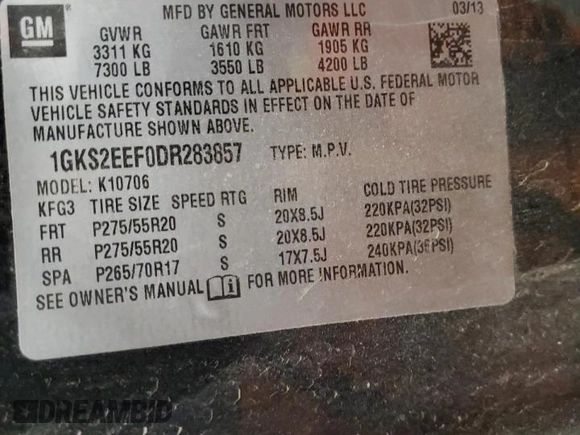 GM MFD BY GENERAL MOTORS LLC 03/13
GVWR GAWR FRT GAWR RR
3311 KG 1610 KG 1905 KG
7300 LB 3550 LB 4200 LB
THIS VEHICLE CONFORMS TO ALL APPLICABLE U.S. FEDERAL MOTOR
VEHICLE SAFETY STANDARDS IN EFFECT ON THE DATE OF
MANUFACTURE SHOWN ABOVE.
1GKS2EEF0DR283857 TYPE: M.P.V.
MODEL: K10706
KFG3 TIRE SIZE SPEED RTG RIM COLD TIRE PRESSURE
FRT P275/55R20 S 20X8.5J 220KPA(32PSI)
RR P275/55R20 S 20X8.5J 220KPA(32PSI)
SPA P265/70R17 S 17X7.5J 240KPA(35PSI)
SEE OWNER'S MANUAL FOR MORE INFORMATION.
DREAMBID